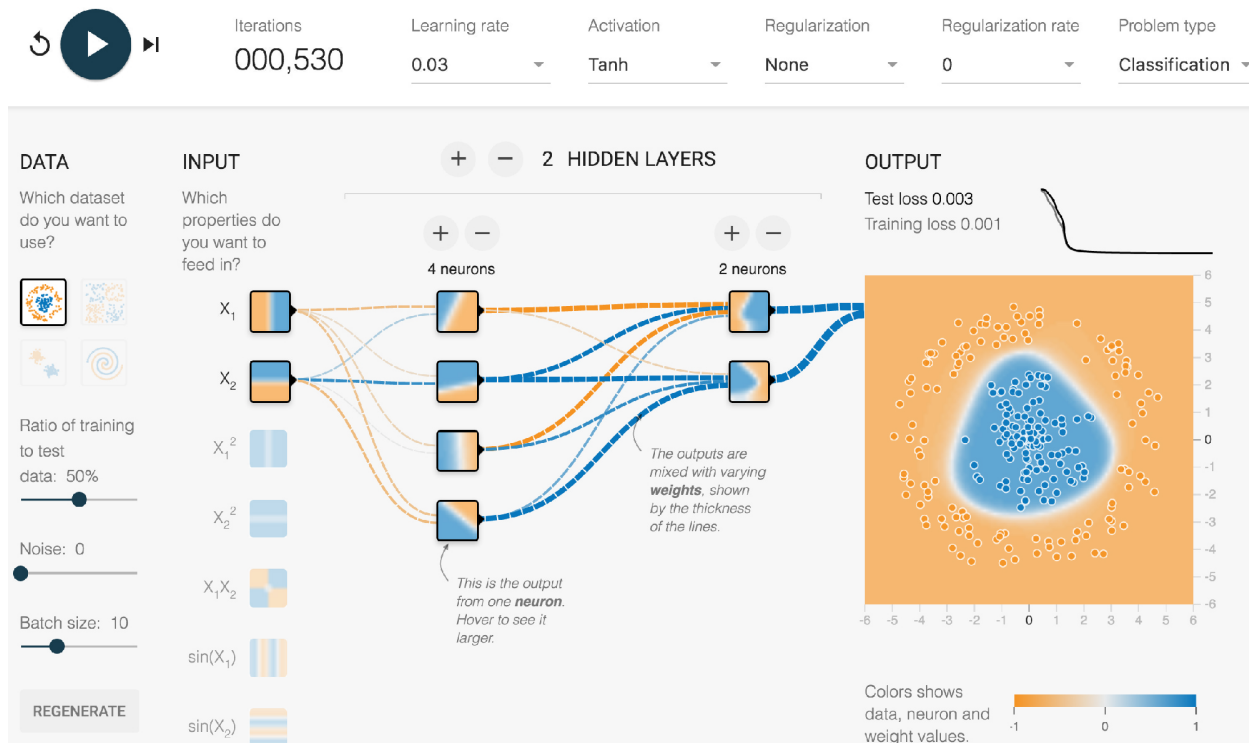 Iterations
000,530
Learning rate
0.03
Activation
Tanh
Regularization
None
Regularization rate
0
Problem type
Classification
DATA
Which dataset
do you want to
use?
Ratio of training
to test
data: 50%
Noise: 0
Batch size: 10
REGENERATE
INPUT
Which
properties do
you want to
feed in?
X1
X2
X1²
X2²
X1X2
sin(X1)
sin(X2)
+ − 2 HIDDEN LAYERS
+ −
4 neurons
+ −
2 neurons
This is the output
from one neuron.
Hover to see it
larger.
The outputs are
mixed with varying
weights, shown
by the thickness
of the lines.
OUTPUT
Test loss 0.003
Training loss 0.001
6
5
4
3
2
1
0
-1
-2
-3
-4
-5
-6
-6 -5 -4 -3 -2 -1 0 1 2 3 4 5 6
Colors shows
data, neuron and
weight values.
-1 0 1